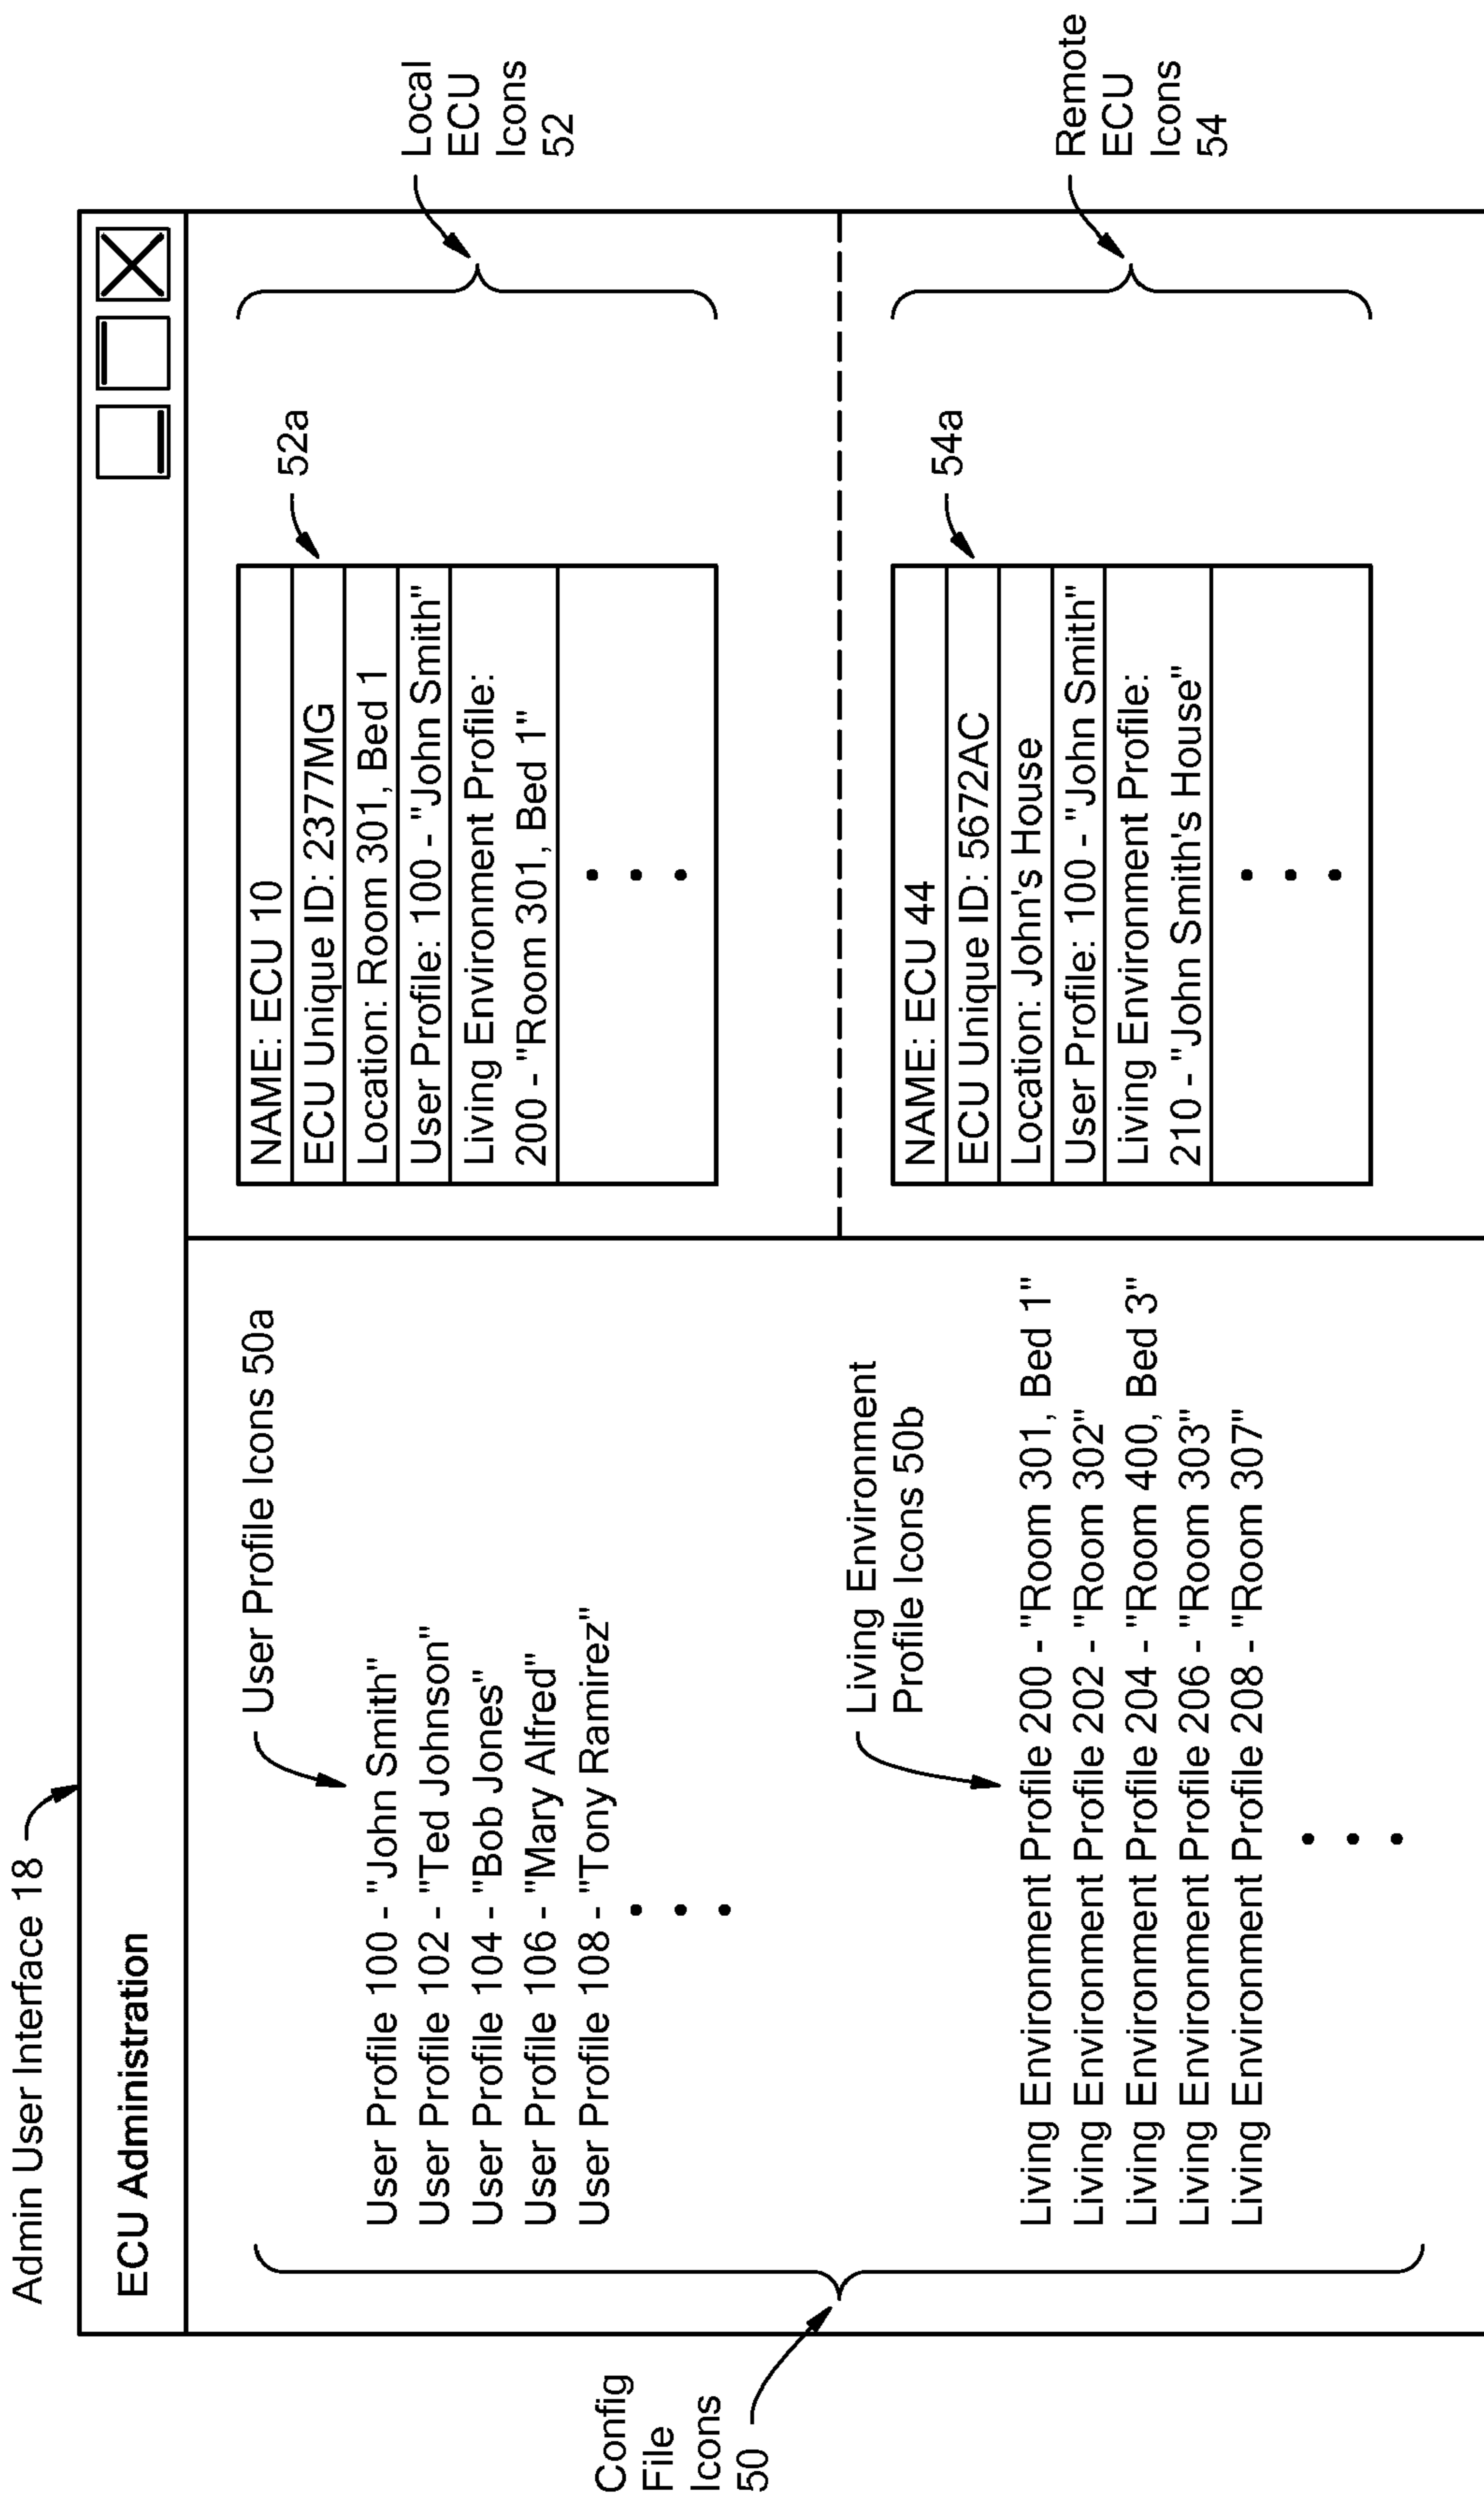 Admin User Interface 18
ECU Administration
Config
File
Icons
50
User Profile Icons 50a
User Profile 100 - "John Smith"
User Profile 102 - "Ted Johnson"
User Profile 104 - "Bob Jones"
User Profile 106 - "Mary Alfred"
User Profile 108 - "Tony Ramirez"
Living Environment
Profile Icons 50b
Living Environment Profile 200 - "Room 301, Bed 1"
Living Environment Profile 202 - "Room 302"
Living Environment Profile 204 - "Room 400, Bed 3"
Living Environment Profile 206 - "Room 303"
Living Environment Profile 208 - "Room 307"
52a
NAME: ECU 10
ECU Unique ID: 2377MG
Location: Room 301, Bed 1
User Profile: 100 - "John Smith"
Living Environment Profile:
200 - "Room 301, Bed 1"
Local
ECU
Icons
52
54a
NAME: ECU 44
ECU Unique ID: 5672AC
Location: John's House
User Profile: 100 - "John Smith"
Living Environment Profile:
210 - "John Smith's House"
Remote
ECU
Icons
54